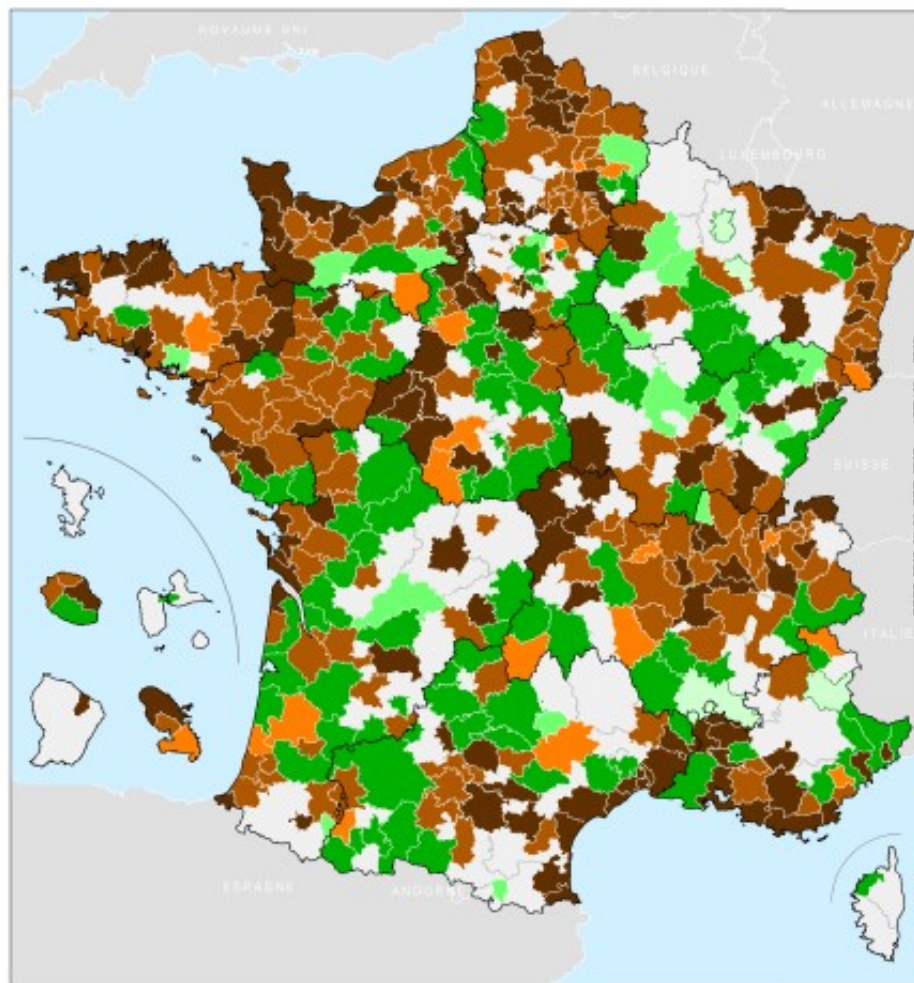 ROYAUME UNI
BELGIQUE
ALLEMAGNE
LUXEMBOURG
SUISSE
ITALIE
ESPAGNE
ANDORRE